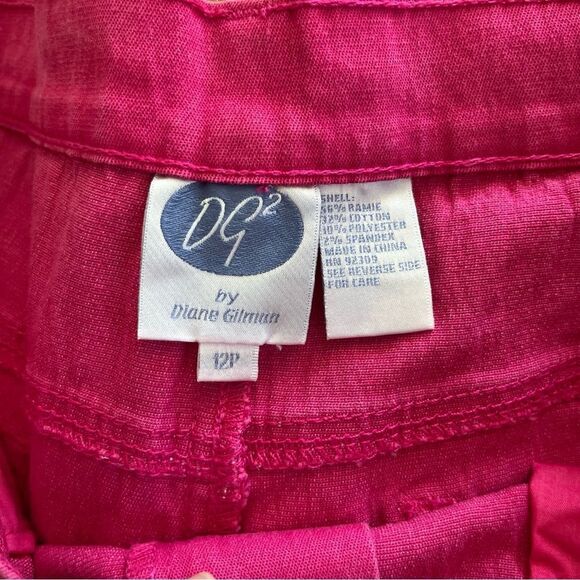 DG2
by
Diane Gilman
12P
SHELL:
56% RAMIE
32% COTTON
10% POLYESTER
2% SPANDEX
MADE IN CHINA
RN 92309
SEE REVERSE SIDE
FOR CARE